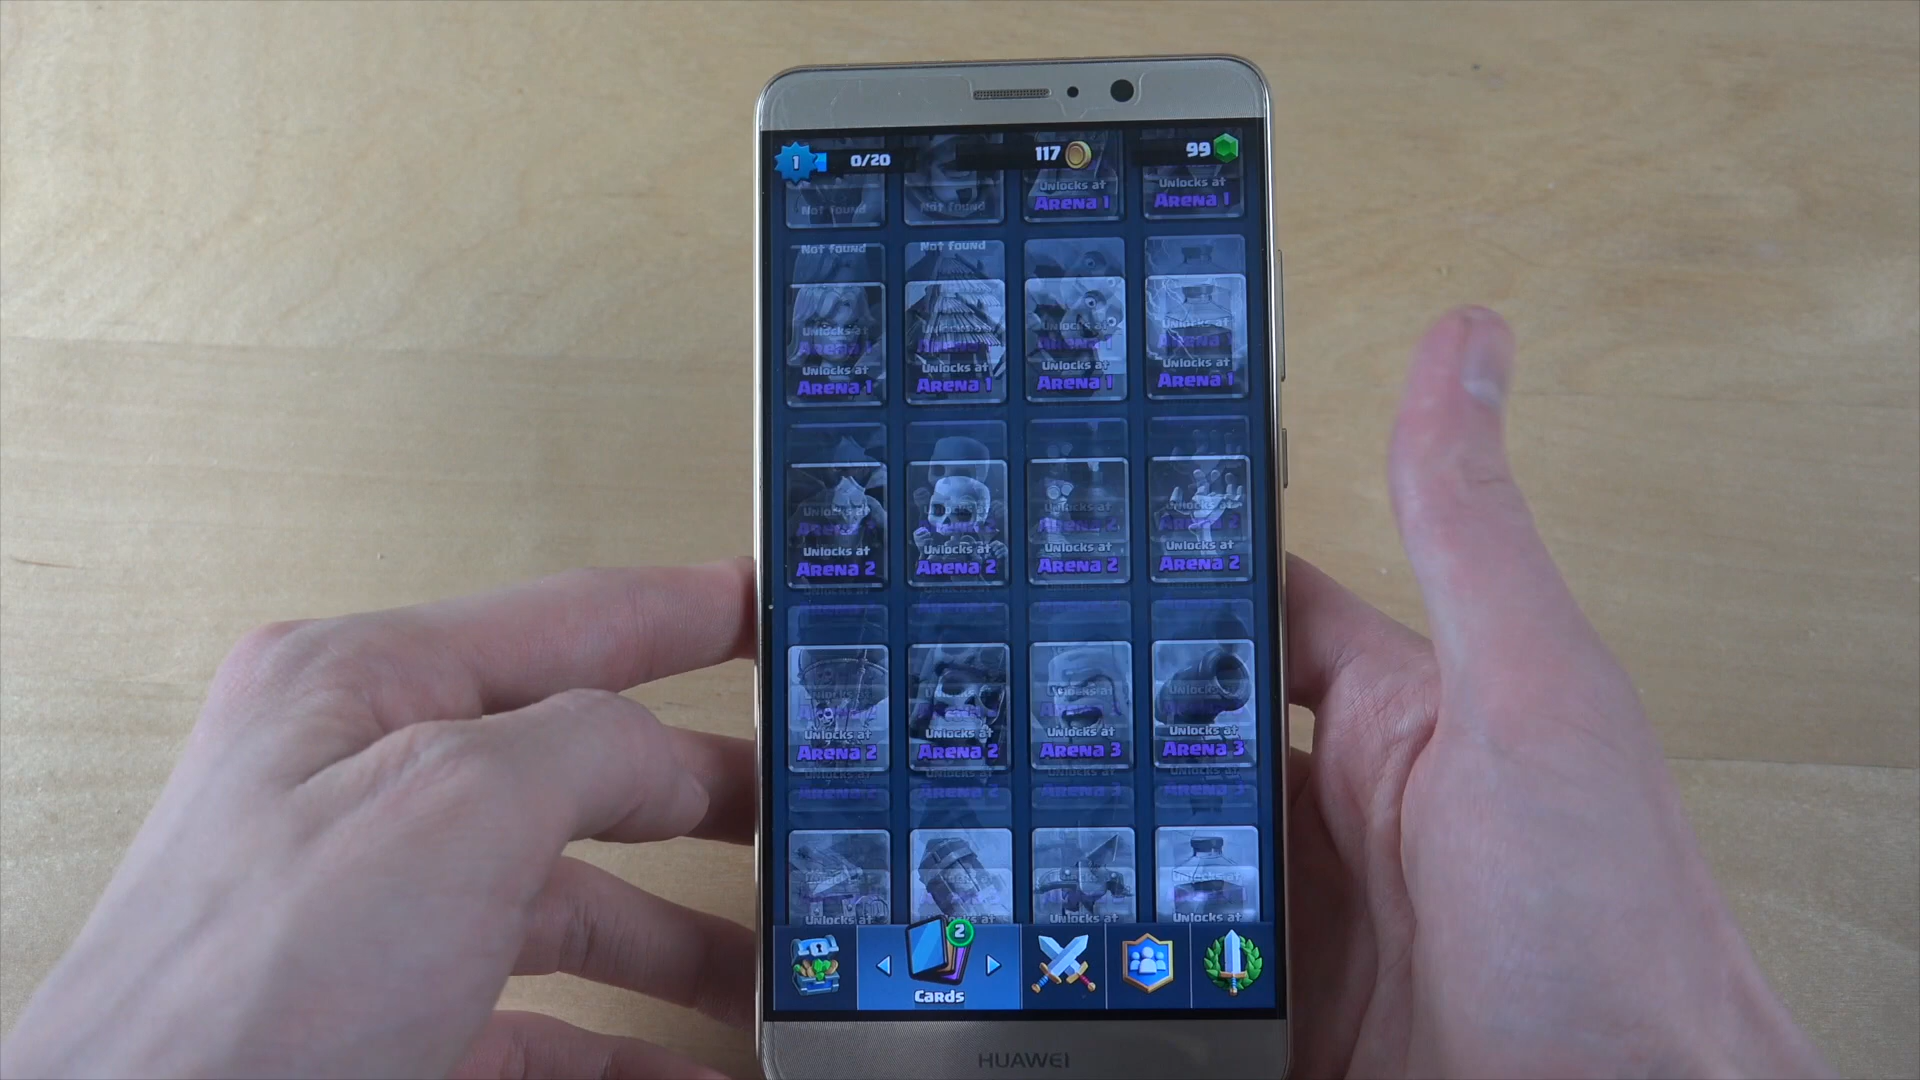 1 0/20 117 99
Not found Not found Unlocks at Unlocks at
Arena 1 Arena 1
Not found Not found
Unlocks at Unlocks at Unlocks at Unlocks at
Arena 1 Arena 1 Arena 1 Arena 1
Unlocks at Unlocks at Unlocks at Unlocks at
Arena 2 Arena 2 Arena 2 Arena 2
Unlocks at Unlocks at Unlocks at Unlocks at
Arena 2 Arena 2 Arena 3 Arena 3
Unlocks at Unlocks at Unlocks at Unlocks at
2
Cards
HUAWEI